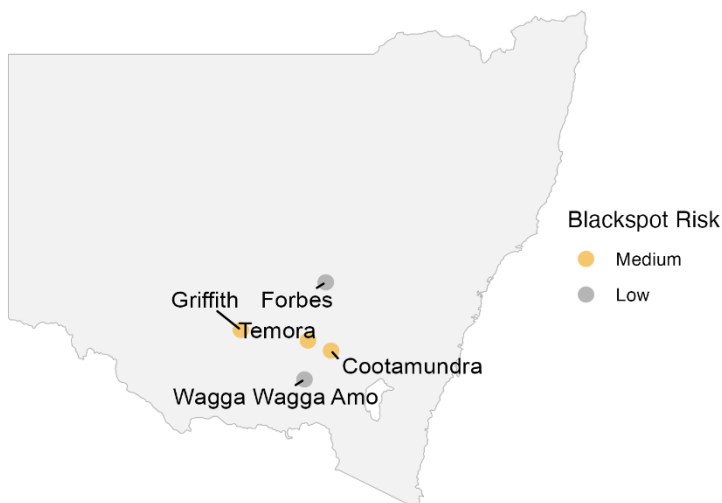 Blackspot Risk
Medium
Low
Griffith
Forbes
Temora
Cootamundra
Wagga Wagga Amo